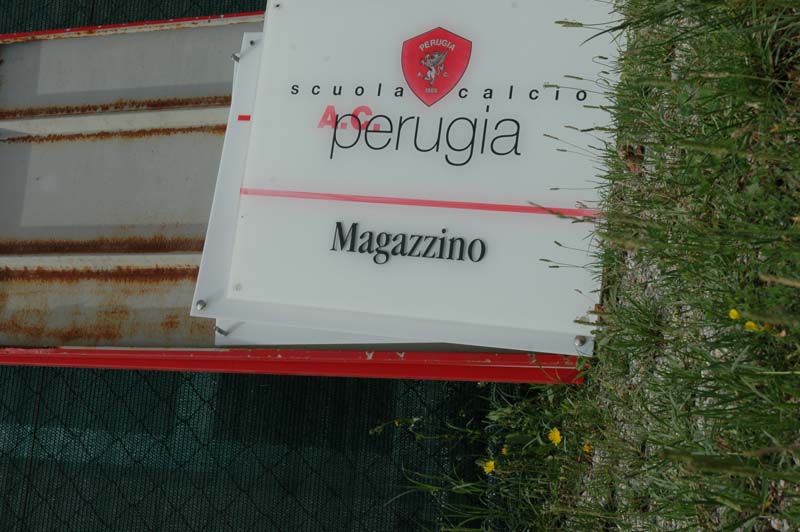 PERUGIA
A. C.
1905
scuola calcio
A.C.
perugia
Magazzino